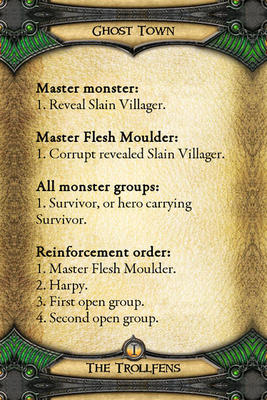 Ghost Town
Master monster:
1. Reveal Slain Villager.
Master Flesh Moulder:
1. Corrupt revealed Slain Villager.
All monster groups:
1. Survivor, or hero carrying
Survivor.
Reinforcement order:
1. Master Flesh Moulder.
2. Harpy.
3. First open group.
4. Second open group.
1
The Trollfens